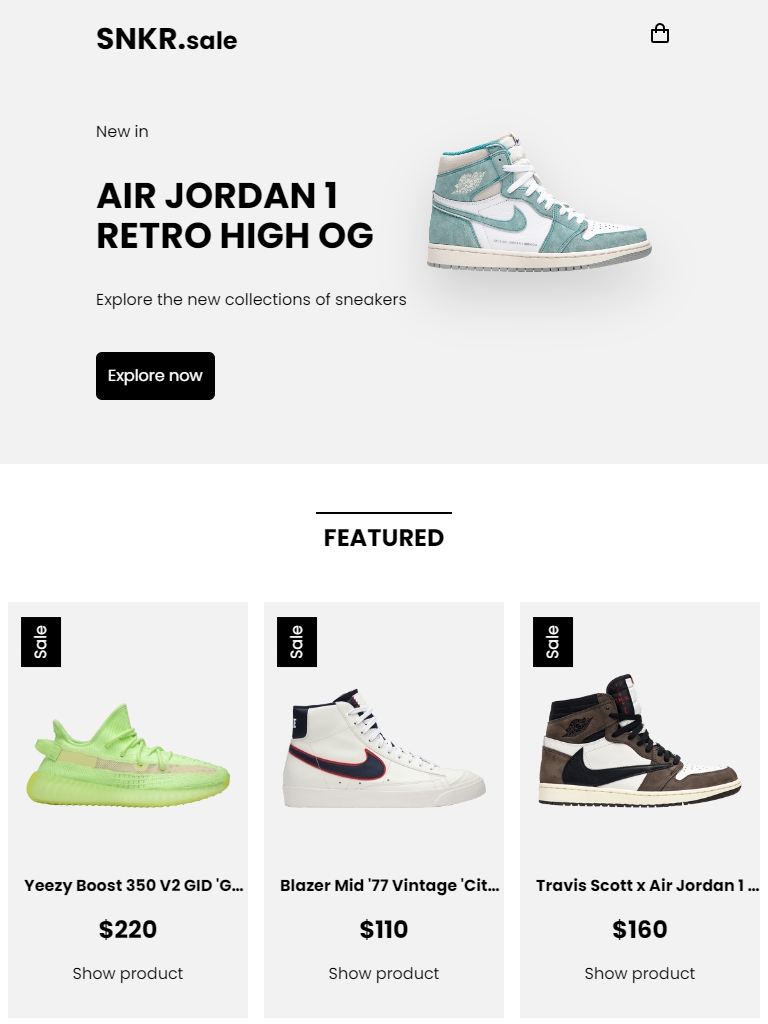 SNKR.sale
New in
AIR JORDAN 1
RETRO HIGH OG
Explore the new collections of sneakers
Explore now
FEATURED
Sale
Sale
Sale
Yeezy Boost 350 V2 GID 'G...
Blazer Mid '77 Vintage 'Cit...
Travis Scott x Air Jordan 1 ...
$220
$110
$160
Show product
Show product
Show product